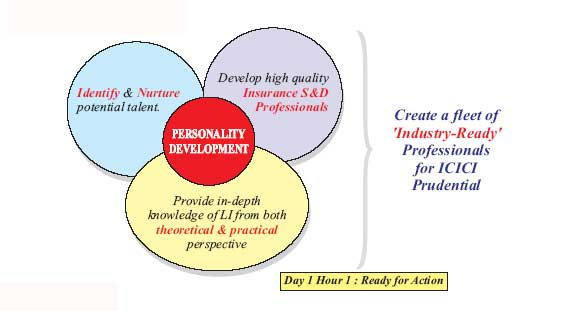 Identify & Nurture
potential talent.
Develop high quality
Insurance S&D
Professionals
PERSONALITY
DEVELOPMENT
Provide in-depth
knowledge of LI from both
theoretical & practical
perspective
Create a fleet of
'Industry-Ready'
Professionals
for ICICI
Prudential
Day 1 Hour 1 : Ready for Action